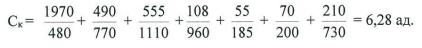 Cк = 1970/480 + 490/770 + 555/1110 + 108/960 + 55/185 + 70/200 + 210/730 = 6,28 ад.